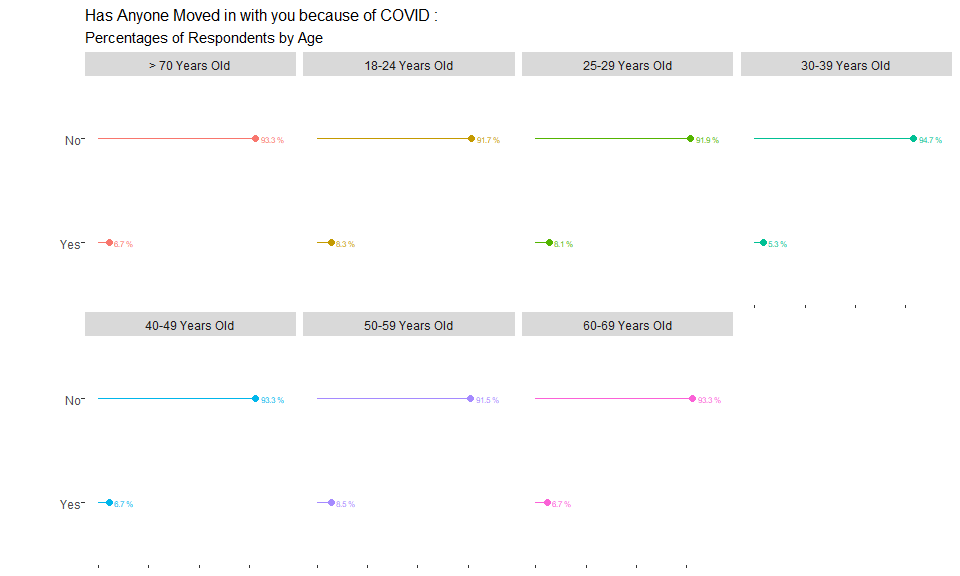 Has Anyone Moved in with you because of COVID :
Percentages of Respondents by Age
> 70 Years Old
18-24 Years Old
25-29 Years Old
30-39 Years Old
No
93.3 %
91.7 %
91.9 %
94.7 %
Yes
6.7 %
8.3 %
8.1 %
5.3 %
40-49 Years Old
50-59 Years Old
60-69 Years Old
No
93.3 %
91.5 %
93.3 %
Yes
6.7 %
8.5 %
6.7 %